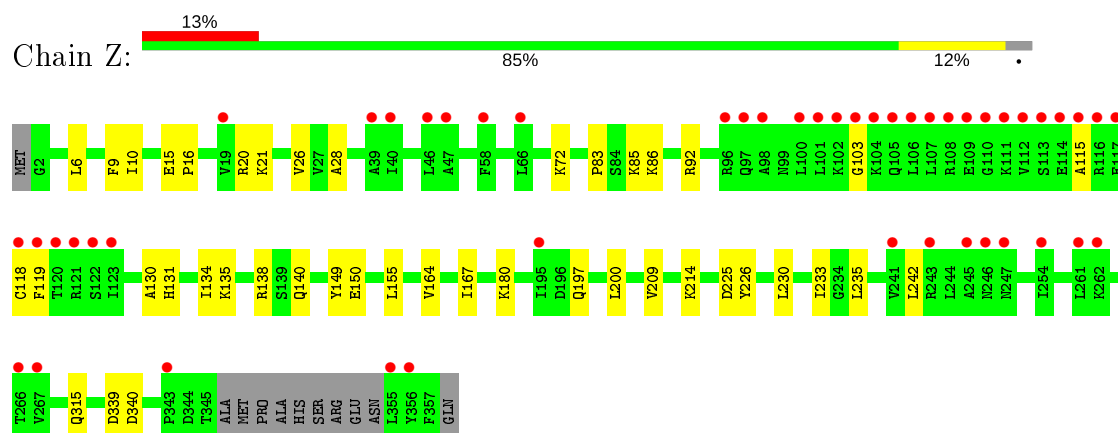 13%
Chain Z:
85%
12%
MET G2 L6 F9 I10 E15 P16 V19 R20 K21 V26 V27 A28 A39 I40 L46 A47 F58 L66 K72 P83 S84 K85 K86 R92 R96 Q97 A98 N99 L100 L101 K102 G103 K104 Q105 L106 L107 R108 E109 G110 K111 V112 S113 E114 A115 R116 E117
C118 F119 T120 R121 S122 I123 A130 H131 I134 K135 R138 S139 Q140 Y149 E150 L155 V164 I167 K180 I195 D196 Q197 L200 V209 K214 D225 Y226 L230 I233 G234 L235 V241 L242 R243 L244 A245 N246 N247 I254 L261 K262
T266 V267 Q315 D339 D340 P343 D344 T345 ALA MET PRO ALA HIS SER ARG GLU ASN L355 Y356 F357 GLN